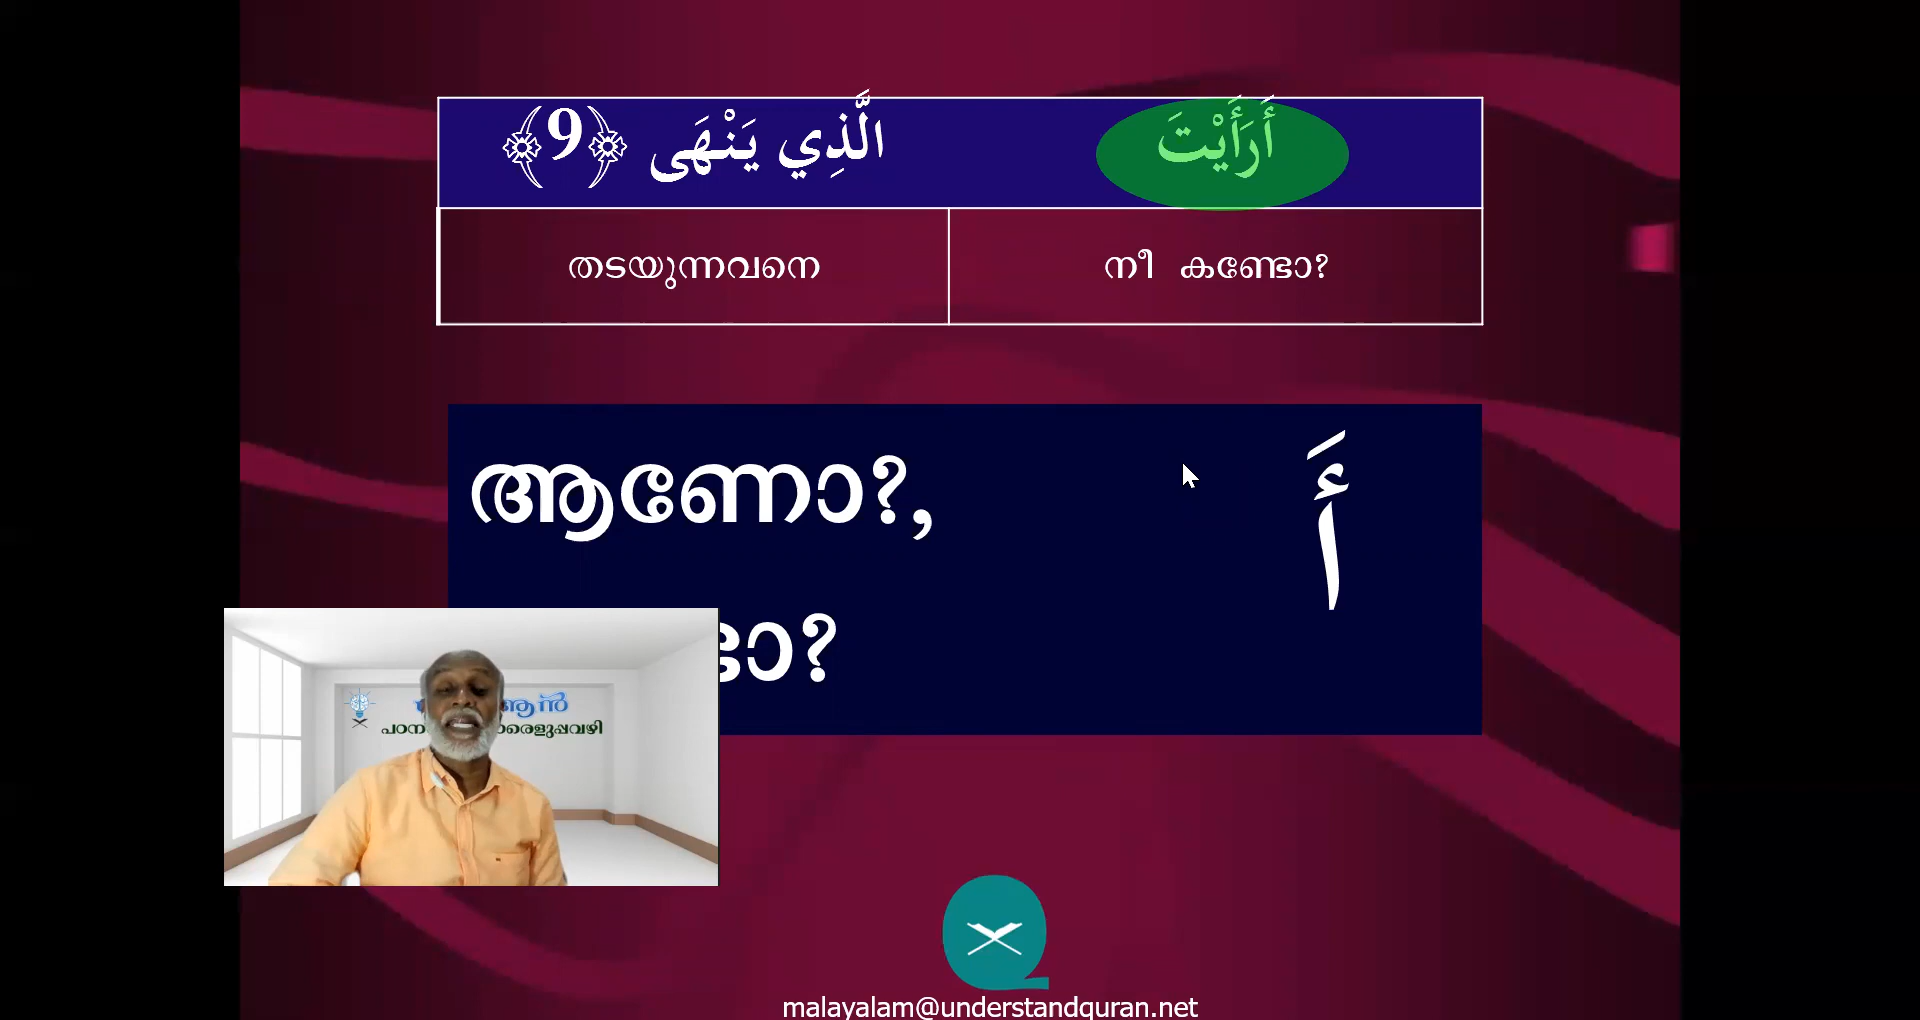 أَرَأَيْتَ الَّذِي يَنْهَى ﴿9﴾
തടയുന്നവനെ നീ കണ്ടോ?
ആണോ?, أَ
malayalam@understandquran.net